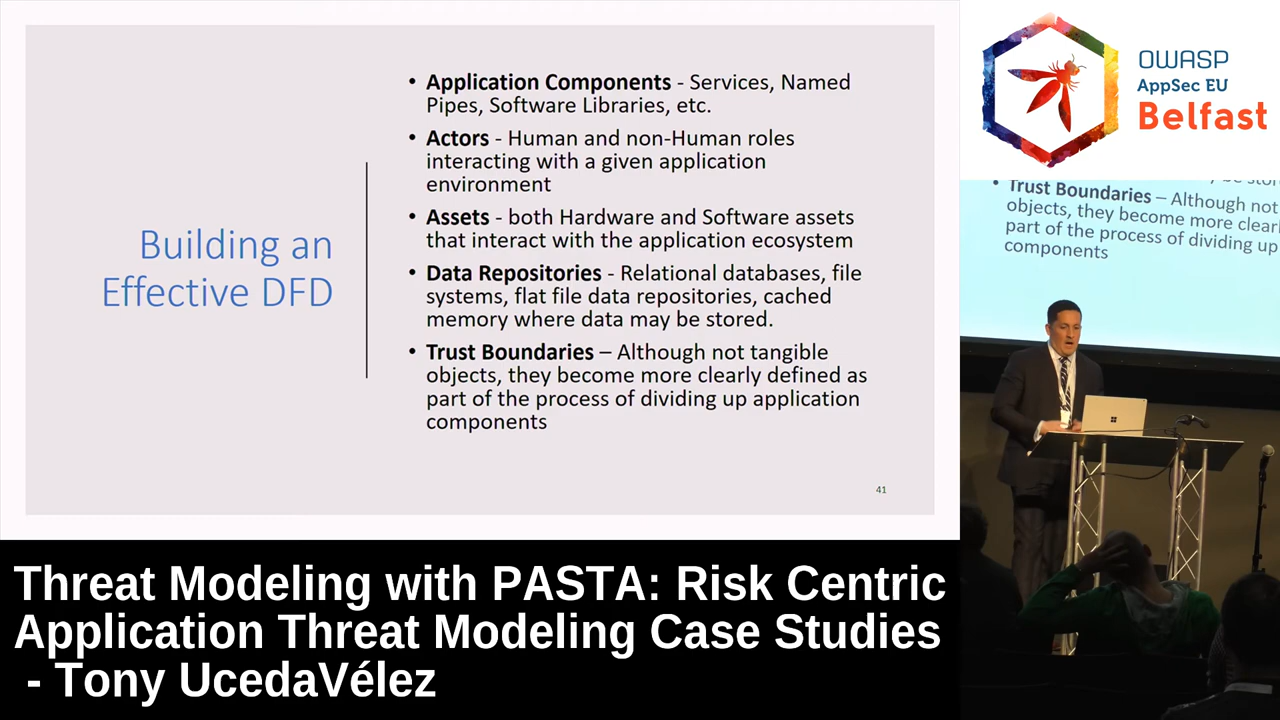 Building an
Effective DFD
• Application Components - Services, Named
Pipes, Software Libraries, etc.
• Actors - Human and non-Human roles
interacting with a given application
environment
• Assets - both Hardware and Software assets
that interact with the application ecosystem
• Data Repositories - Relational databases, file
systems, flat file data repositories, cached
memory where data may be stored.
• Trust Boundaries – Although not tangible
objects, they become more clearly defined as
part of the process of dividing up application
components
41
OWASP
AppSec EU
Belfast
• Trust Boundaries – Although not
objects, they become more clearl
part of the process of dividing up
components
Threat Modeling with PASTA: Risk Centric
Application Threat Modeling Case Studies
- Tony UcedaVélez